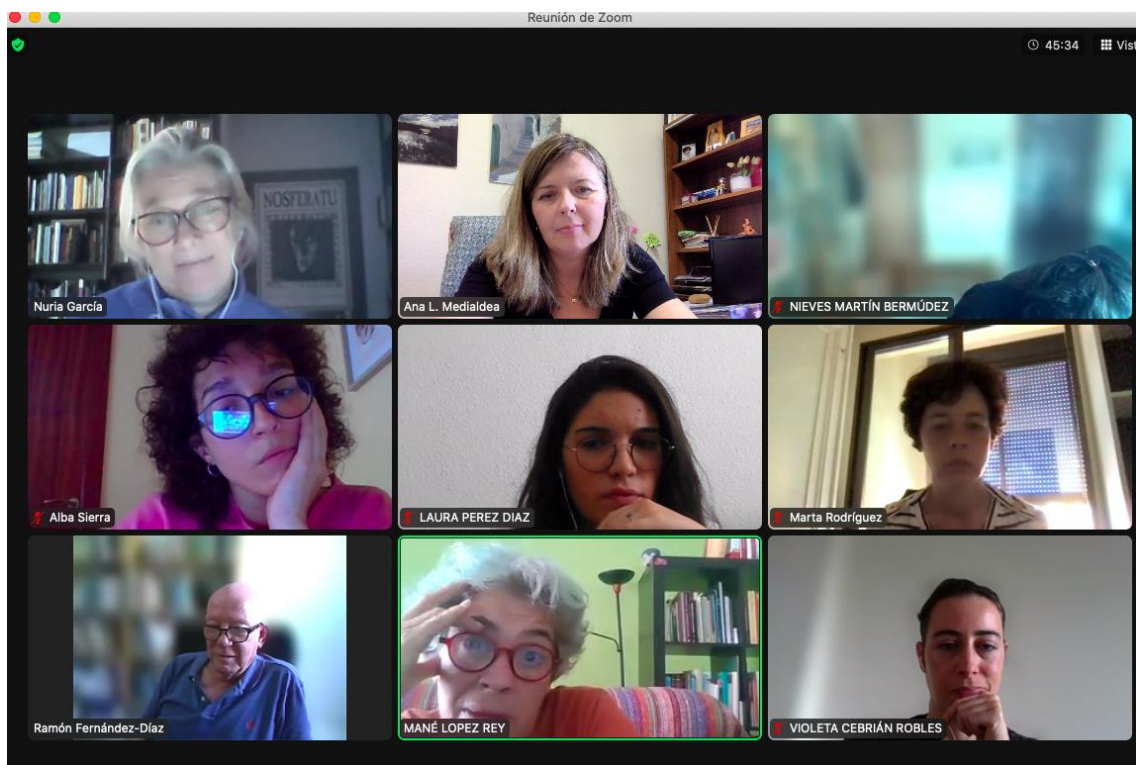 Reunión de Zoom
45:34
Vist
NOSFERATU
Nuria García
Ana L. Medialdea
NIEVES MARTÍN BERMÚDEZ
Alba Sierra
LAURA PEREZ DIAZ
Marta Rodríguez
Ramón Fernández-Díaz
MANÉ LOPEZ REY
VIOLETA CEBRIÁN ROBLES